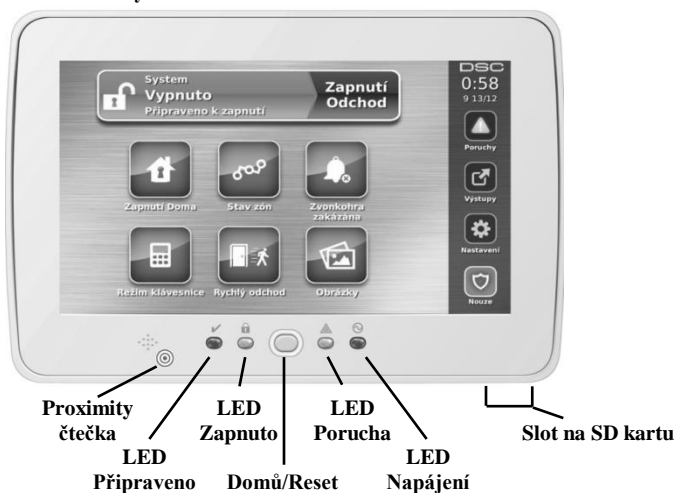 System
Vypnuto
Připraveno k zapnutí
Zapnutí
Odchod
DSC
0:58
9 13/12
Poruchy
Výstupy
Nastavení
Nouze
Zapnutí Doma
Stav zón
Zvonkohra
zakázána
Režim klávesnice
Rychlý odchod
Obrázky
Proximity
čtečka
LED
Zapnuto
LED
Porucha
Slot na SD kartu
LED
Připraveno
Domů/Reset
LED
Napájení